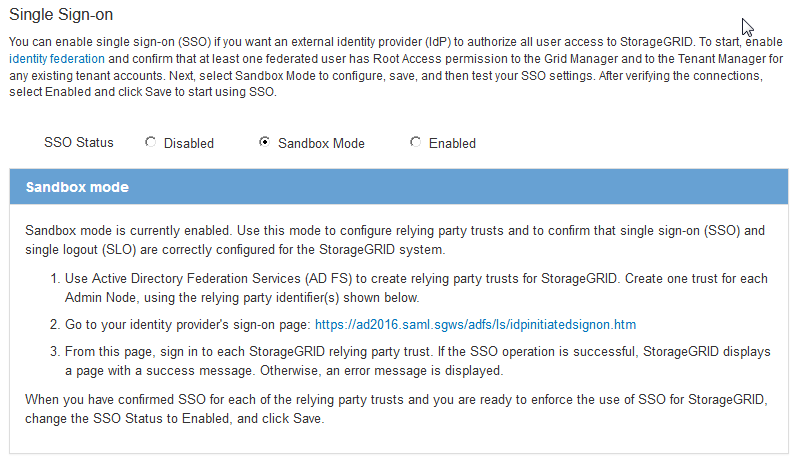 Single Sign-on
You can enable single sign-on (SSO) if you want an external identity provider (IdP) to authorize all user access to StorageGRID. To start, enable
identity federation and confirm that at least one federated user has Root Access permission to the Grid Manager and to the Tenant Manager for
any existing tenant accounts. Next, select Sandbox Mode to configure, save, and then test your SSO settings. After verifying the connections,
select Enabled and click Save to start using SSO.
SSO Status Disabled Sandbox Mode Enabled
Sandbox mode
Sandbox mode is currently enabled. Use this mode to configure relying party trusts and to confirm that single sign-on (SSO) and
single logout (SLO) are correctly configured for the StorageGRID system.
1. Use Active Directory Federation Services (AD FS) to create relying party trusts for StorageGRID. Create one trust for each
Admin Node, using the relying party identifier(s) shown below.
2. Go to your identity provider's sign-on page: https://ad2016.saml.sgws/adfs/ls/idpinitiatedsignon.htm
3. From this page, sign in to each StorageGRID relying party trust. If the SSO operation is successful, StorageGRID displays
a page with a success message. Otherwise, an error message is displayed.
When you have confirmed SSO for each of the relying party trusts and you are ready to enforce the use of SSO for StorageGRID,
change the SSO Status to Enabled, and click Save.